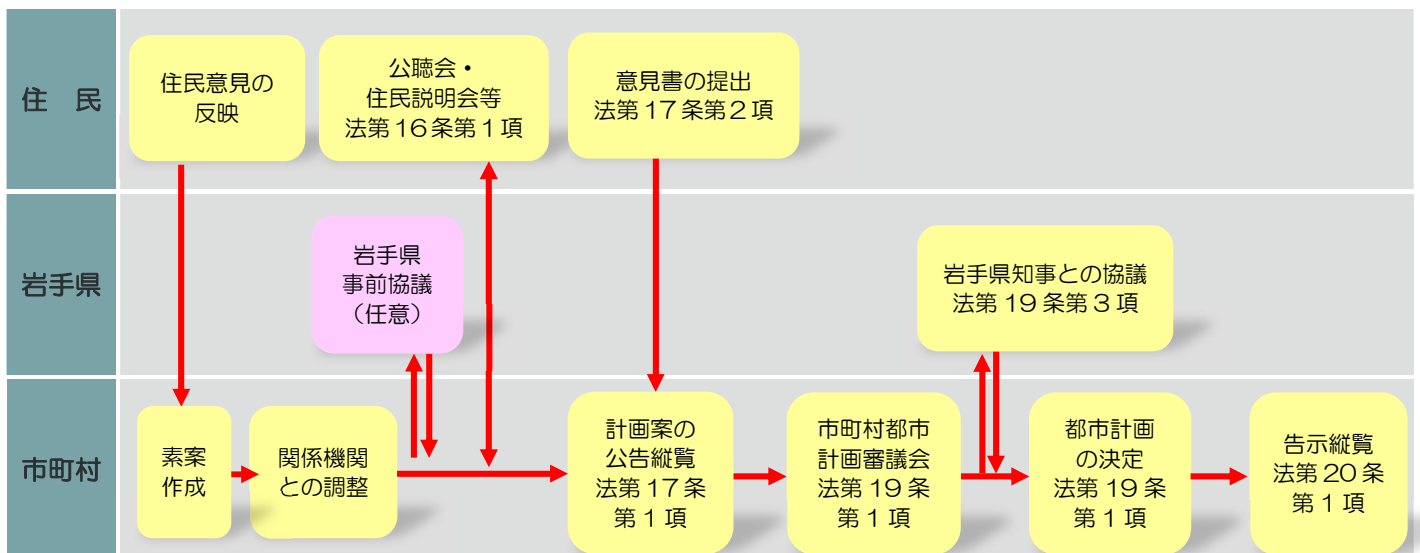 住　民
住民意見の
反映
公聴会・
住民説明会等
法第16条第1項
意見書の提出
法第17条第2項
岩手県
岩手県
事前協議
（任意）
岩手県知事との協議
法第19条第3項
市町村
素案
作成
関係機関
との調整
計画案の
公告縦覧
法第17条
第1項
市町村都市
計画審議会
法第19条
第1項
都市計画
の決定
法第19条
第1項
告示縦覧
法第20条
第1項